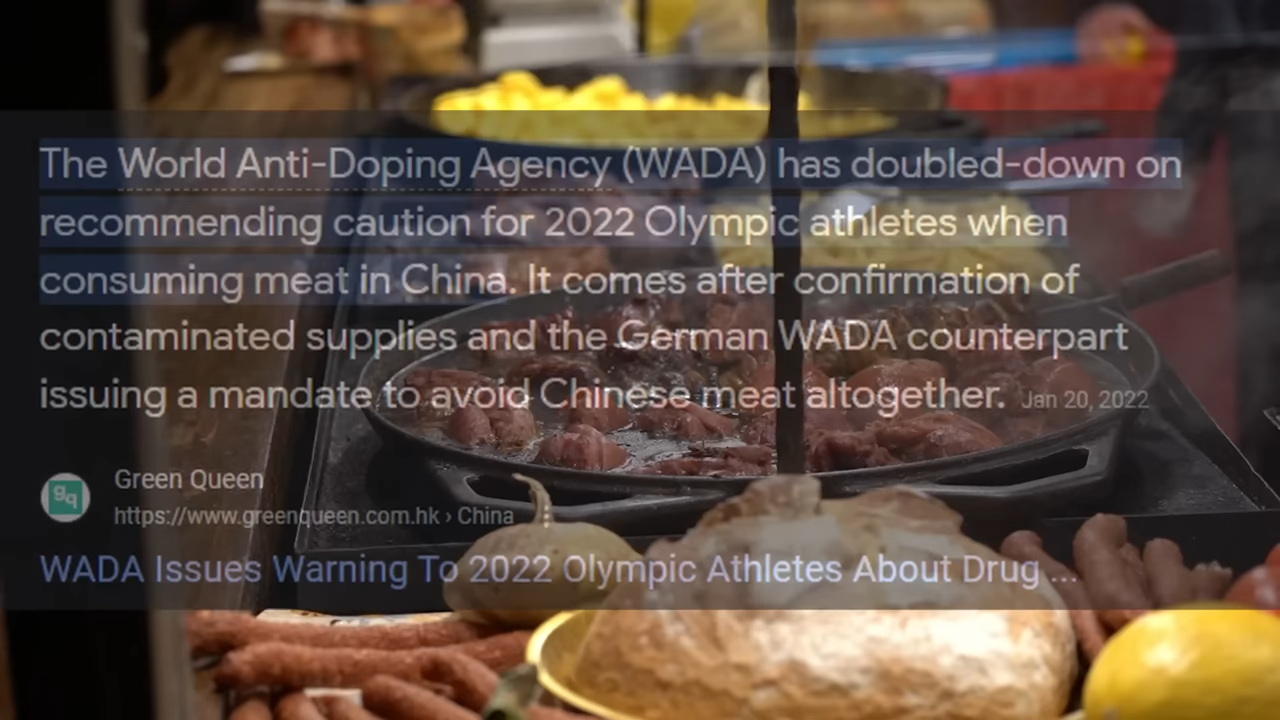 The World Anti-Doping Agency (WADA) has doubled-down on
recommending caution for 2022 Olympic athletes when
consuming meat in China. It comes after confirmation of
contaminated supplies and the German WADA counterpart
issuing a mandate to avoid Chinese meat altogether. Jan 20, 2022
gq
Green Queen
https://www.greenqueen.com.hk › China
WADA Issues Warning To 2022 Olympic Athletes About Drug ...